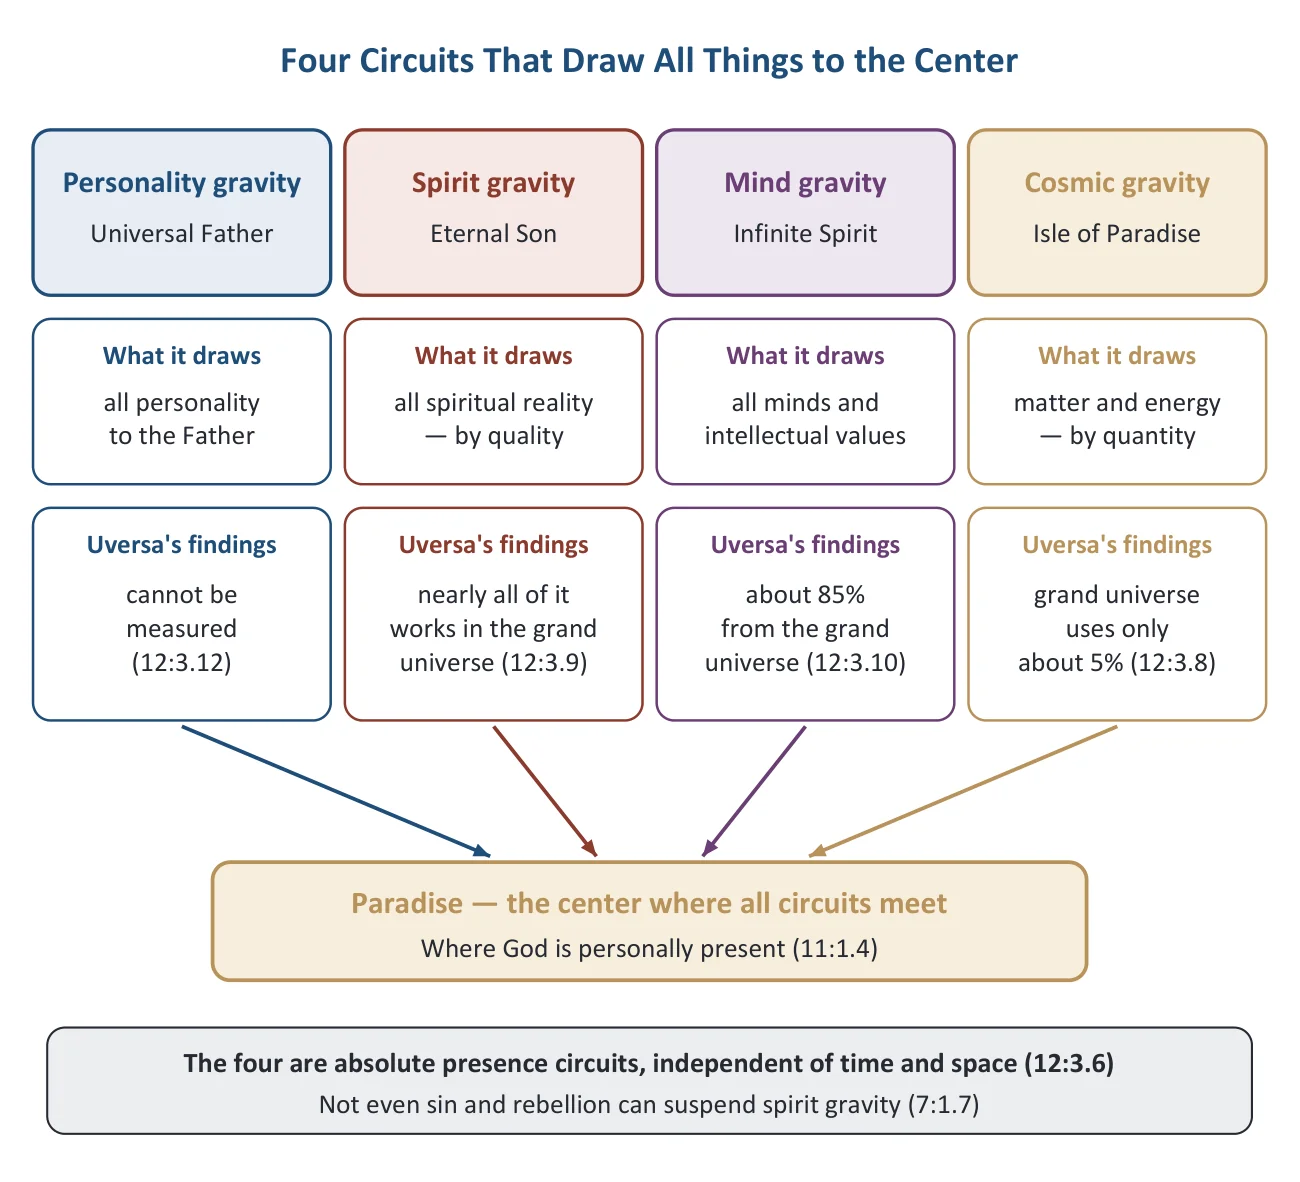 Four Circuits That Draw All Things to the Center
Personality gravity
Universal Father
Spirit gravity
Eternal Son
Mind gravity
Infinite Spirit
Cosmic gravity
Isle of Paradise
What it draws
all personality
to the Father
What it draws
all spiritual reality
— by quality
What it draws
all minds and
intellectual values
What it draws
matter and energy
— by quantity
Uversa's findings
cannot be
measured
(12:3.12)
Uversa's findings
nearly all of it
works in the grand
universe (12:3.9)
Uversa's findings
about 85%
from the grand
universe (12:3.10)
Uversa's findings
grand universe
uses only
about 5% (12:3.8)
Paradise — the center where all circuits meet
Where God is personally present (11:1.4)
The four are absolute presence circuits, independent of time and space (12:3.6)
Not even sin and rebellion can suspend spirit gravity (7:1.7)